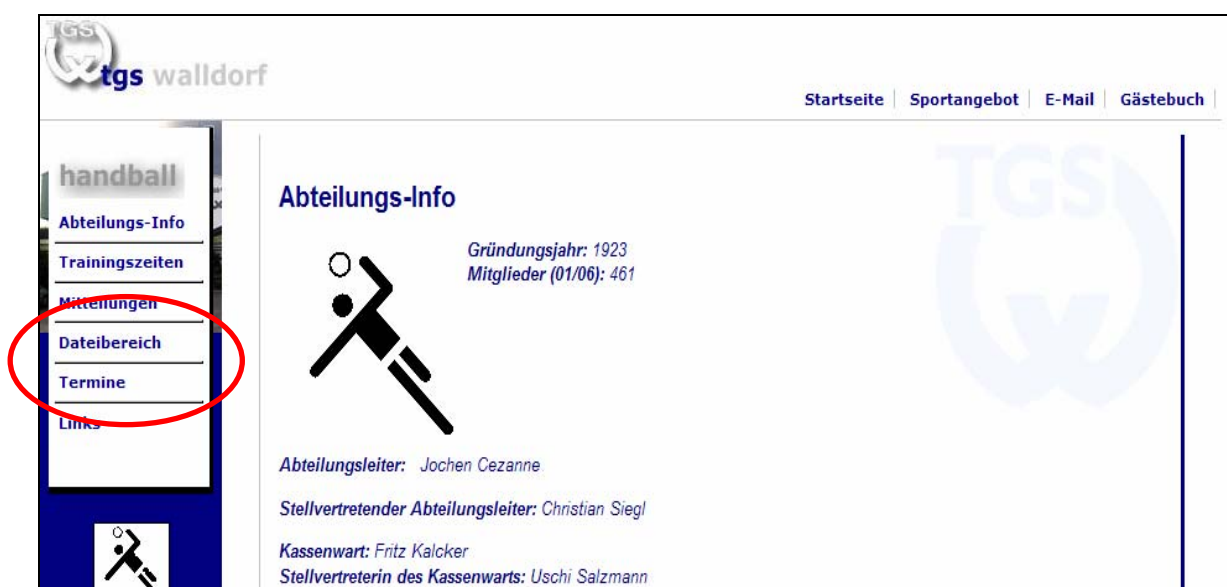 TGS
tgs walldorf
Startseite | Sportangebot | E-Mail | Gästebuch |
handball
Abteilungs-Info
Trainingszeiten
Mitteilungen
Dateibereich
Termine
Links
TGS
Abteilungs-Info
Gründungsjahr: 1923
Mitglieder (01/06): 461
Abteilungsleiter: Jochen Cezanne
Stellvertretender Abteilungsleiter: Christian Siegl
Kassenwart: Fritz Kalcker
Stellvertreterin des Kassenwarts: Uschi Salzmann